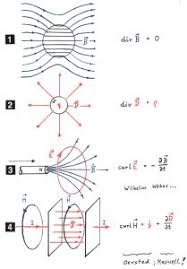 1
B⃗
div B⃗ = 0
2
div D⃗ = ρ
3
E⃗
N
B⃗
curl E⃗ = - ∂B⃗/∂t
Wilhelm Weber...
4
H⃗
H⃗
curl H⃗ = i⃗ + ∂D⃗/∂t
Oersted, Maxwell!